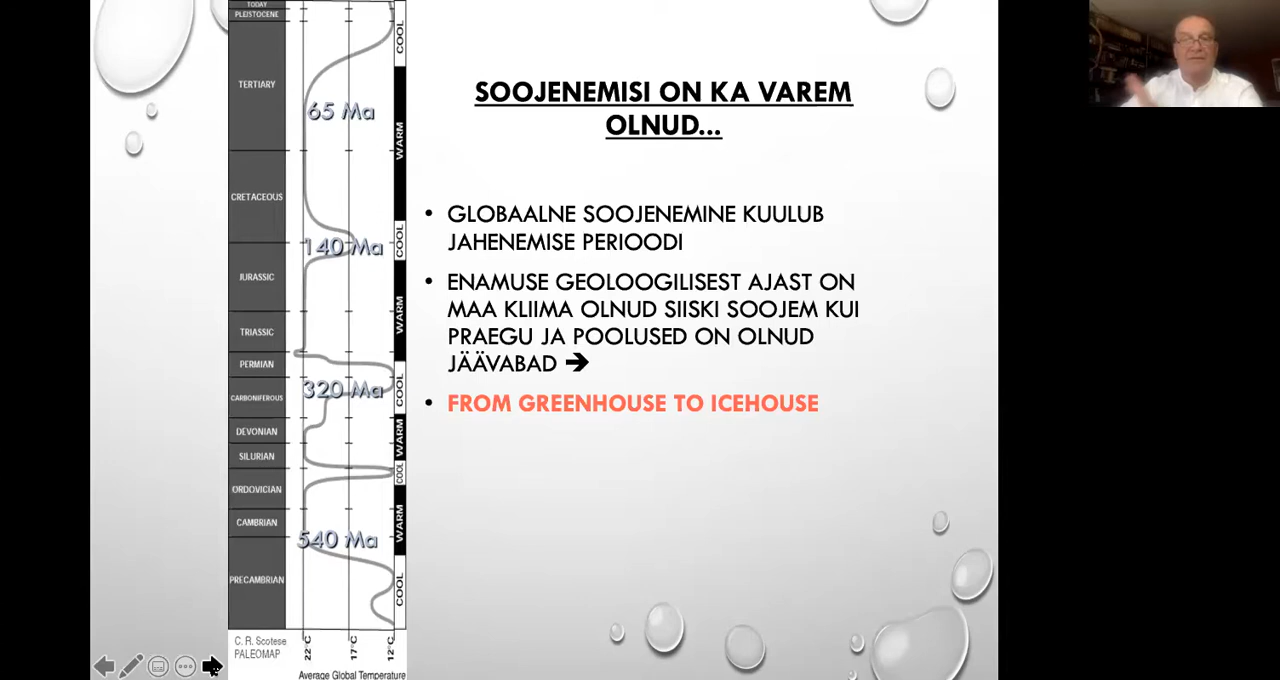 TODAY
PLEISTOCENE
TERTIARY
CRETACEOUS
JURASSIC
TRIASSIC
PERMIAN
CARBONIFEROUS
DEVONIAN
SILURIAN
ORDOVICIAN
CAMBRIAN
PRECAMBRIAN
65 Ma
140 Ma
320 Ma
540 Ma
COOL
WARM
COOL
WARM
COOL
WARM
COOL
WARM
COOL
C. R. Scotese
PALEOMAP
22°C
17°C
12°C
Average Global Temperature
SOOJENEMISI ON KA VAREM
OLNUD...
• GLOBAALNE SOOJENEMINE KUULUB
JAHENEMISE PERIOODI
• ENAMUSE GEOLOOGILISEST AJAST ON
MAA KLIIMA OLNUD SIISKI SOOJEM KUI
PRAEGU JA POOLUSED ON OLNUD
JÄÄVABAD ➔
• FROM GREENHOUSE TO ICEHOUSE